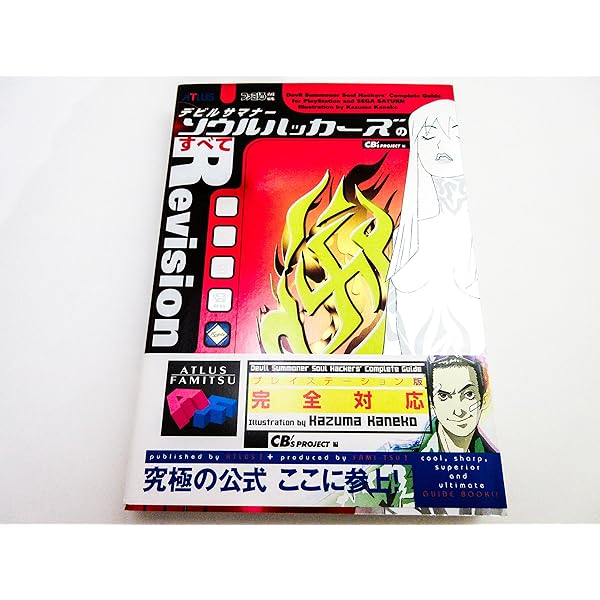 ATLUS
ファミ通
Devil Summoner Soul Hackers' Complete Guide
for PlayStation and SEGA SATURN
Illustration by Kazuma Kaneko
デビルサマナー
ソウルハッカーズの
すべて
CB's PROJECT 編
Revision
ATLUS
FAMITSU
Devil Summoner Soul Hackers' Complete Guide
プレイステーション版
完全対応
Illustration by Kazuma Kaneko
CB's PROJECT 編
published by ATLUS! + produced by FAMI-TSU!
究極の公式 ここに参上!
cool, sharp,
superior
and
ultimate
GUIDE BOOK!!